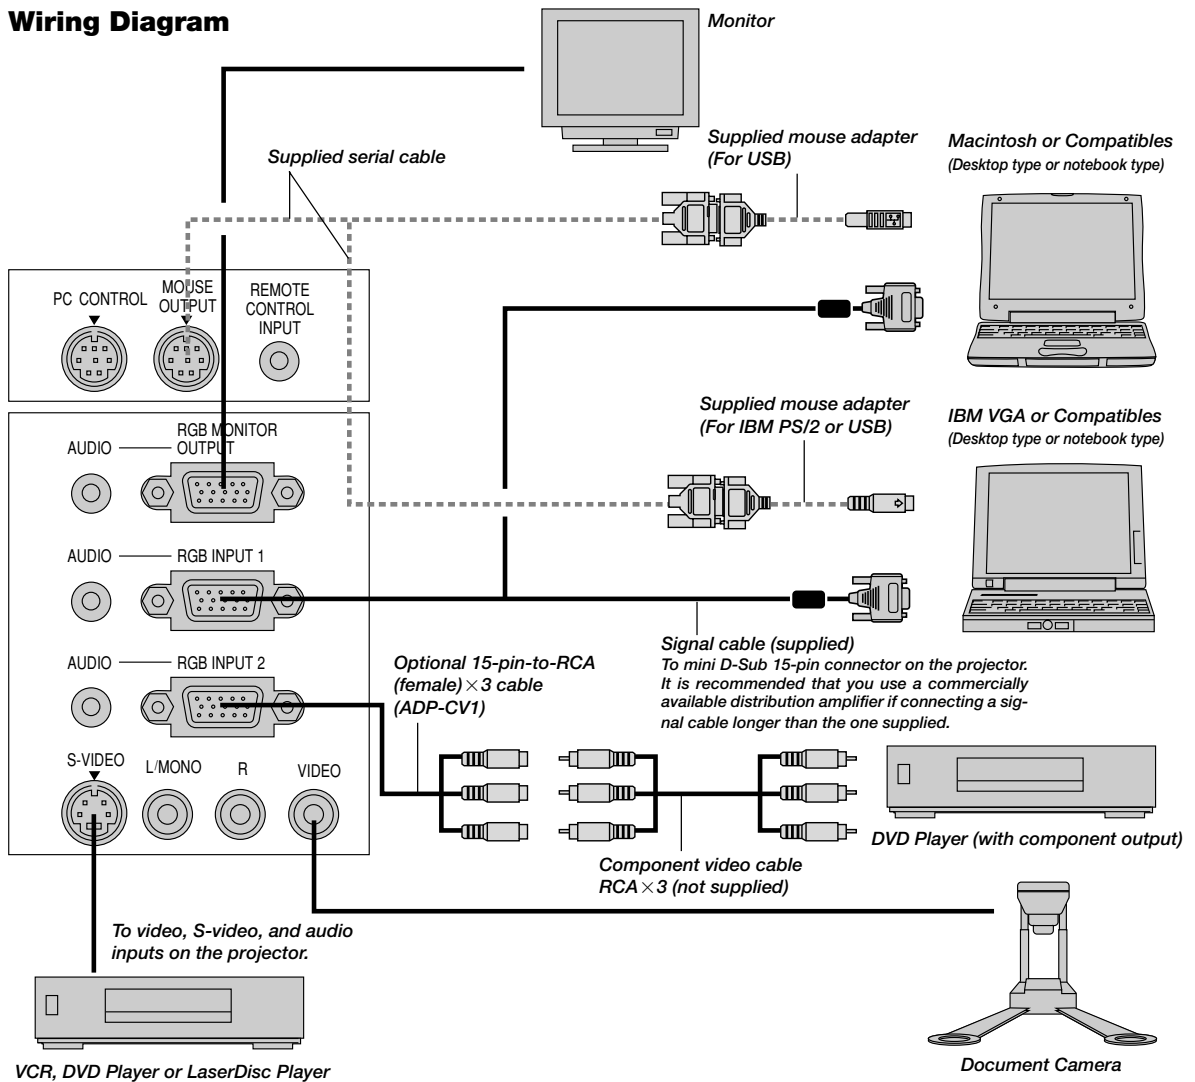 Wiring Diagram
Monitor
Supplied serial cable
Supplied mouse adapter
(For USB)
Macintosh or Compatibles
(Desktop type or notebook type)
PC CONTROL
MOUSE
OUTPUT
REMOTE
CONTROL
INPUT
Supplied mouse adapter
(For IBM PS/2 or USB)
IBM VGA or Compatibles
(Desktop type or notebook type)
AUDIO
RGB MONITOR
OUTPUT
AUDIO
RGB INPUT 1
AUDIO
RGB INPUT 2
Signal cable (supplied)
To mini D-Sub 15-pin connector on the projector.
It is recommended that you use a commercially
available distribution amplifier if connecting a sig-
nal cable longer than the one supplied.
Optional 15-pin-to-RCA
(female)×3 cable
(ADP-CV1)
S-VIDEO
L/MONO
R
VIDEO
DVD Player (with component output)
Component video cable
RCA×3 (not supplied)
To video, S-video, and audio
inputs on the projector.
VCR, DVD Player or LaserDisc Player
Document Camera